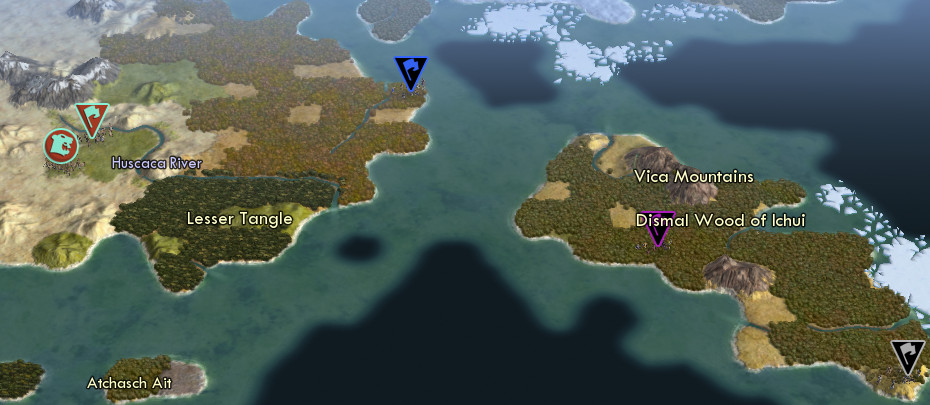 Huscaca River
Vica Mountains
Lesser Tangle
Dismal Wood of Ichui
Atchasch Ait